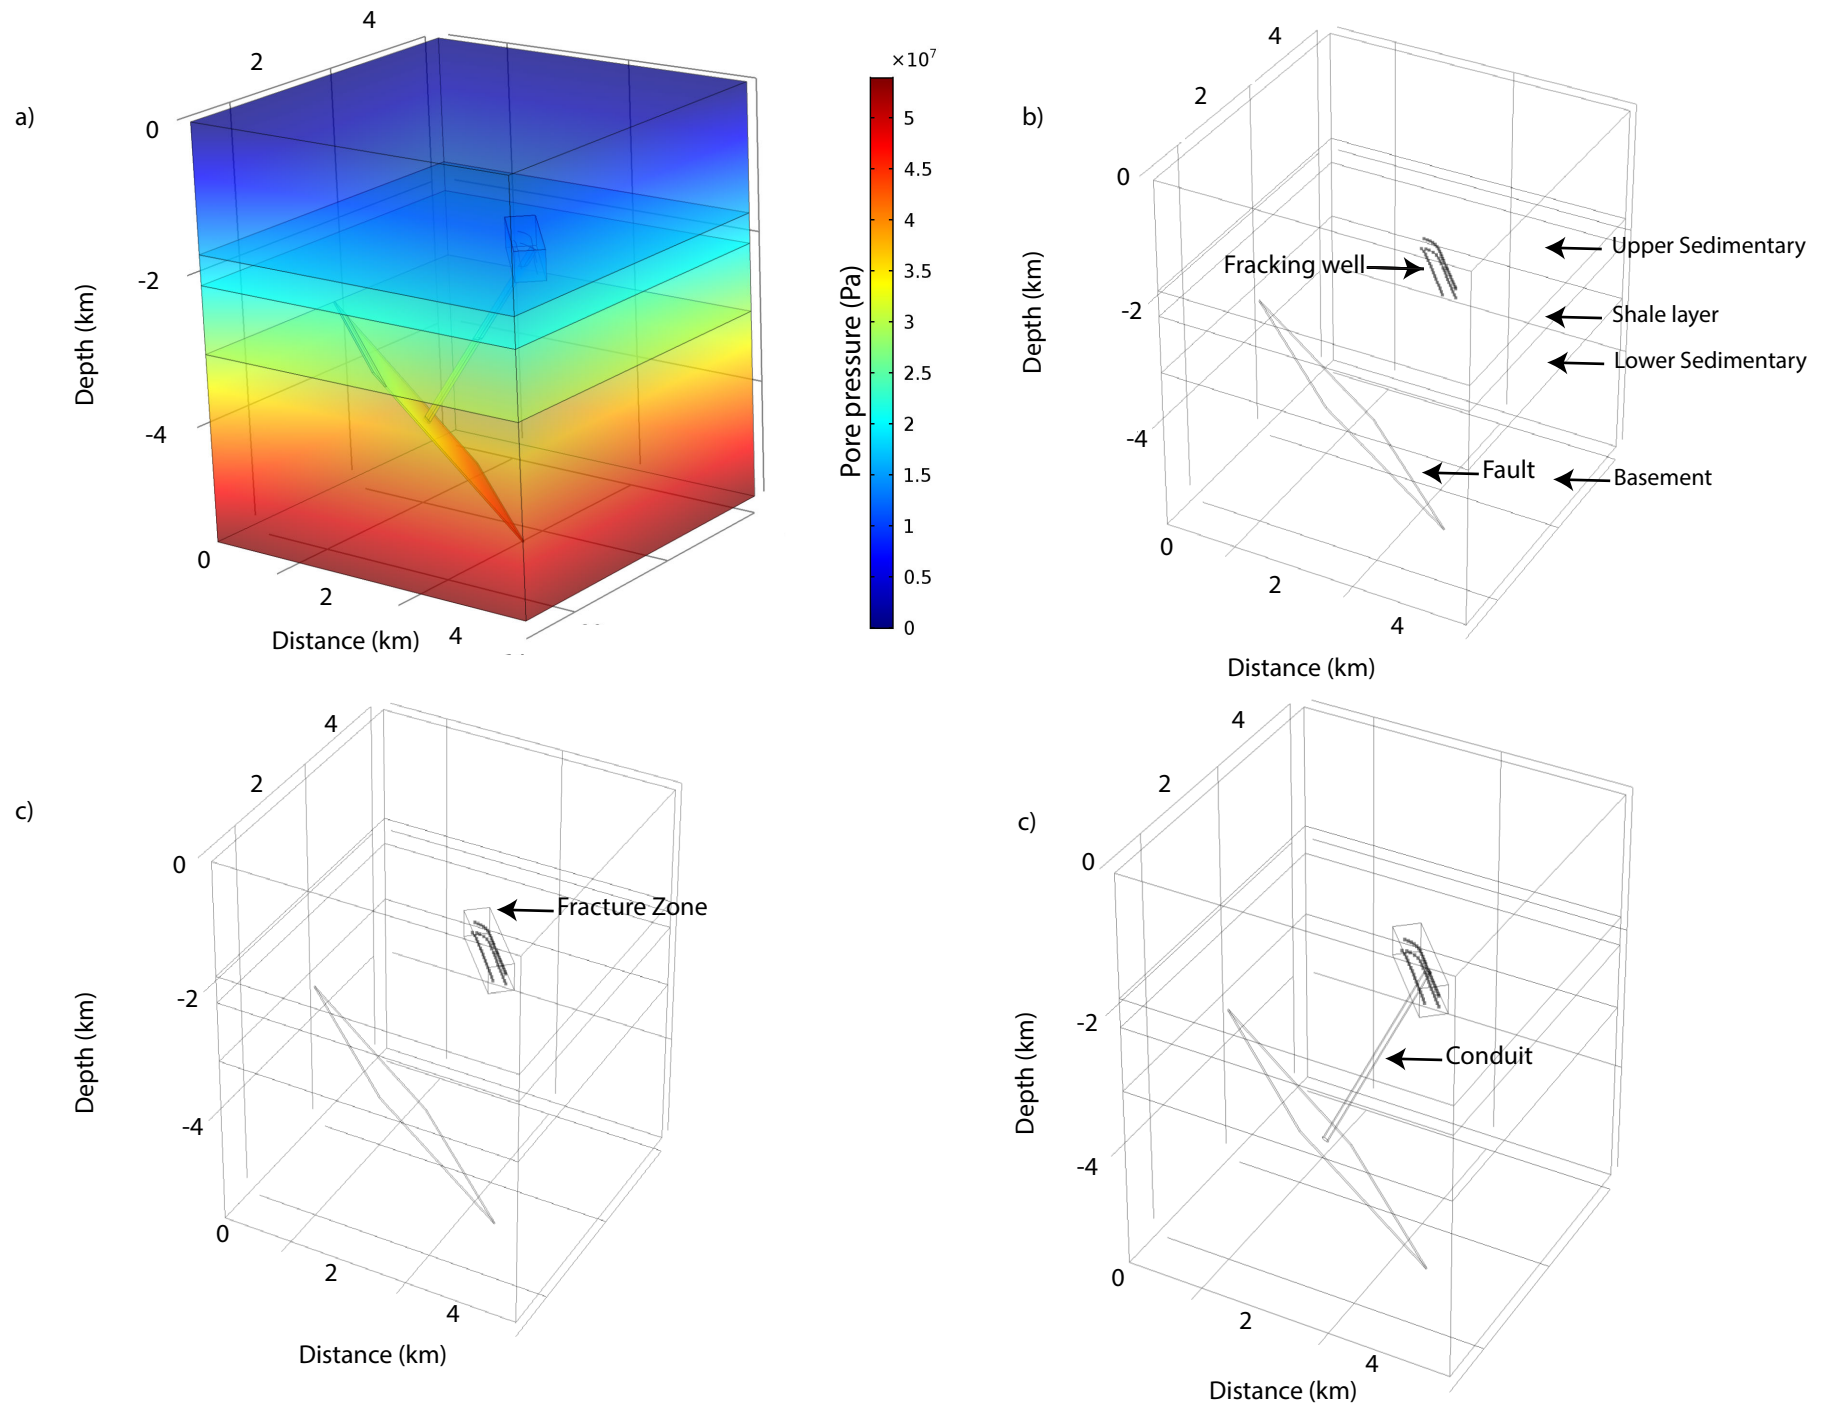 a)
4
2
0
-2
-4
Depth (km)
0
2
4
Distance (km)
×10⁷
5
4.5
4
3.5
3
2.5
2
1.5
1
0.5
0
Pore pressure (Pa)
b)
4
2
0
-2
-4
Depth (km)
Fracking well
Upper Sedimentary
Shale layer
Lower Sedimentary
Fault
Basement
0
2
4
Distance (km)
c)
4
2
0
-2
-4
Depth (km)
Fracture Zone
0
2
4
Distance (km)
c)
4
2
0
-2
-4
Depth (km)
Conduit
0
2
4
Distance (km)